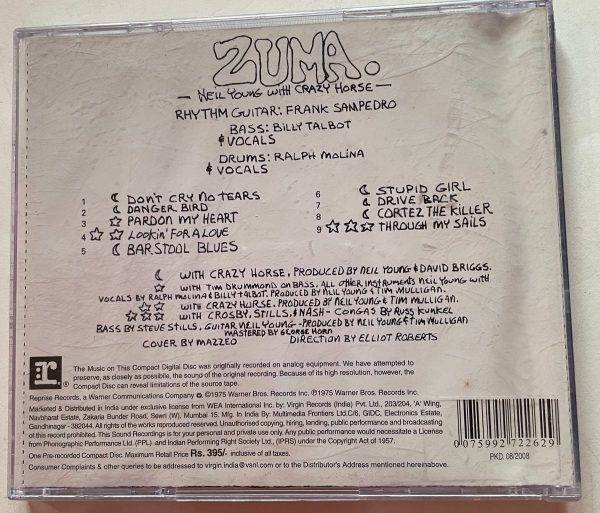 ZUMA.
— NEIL YOUNG WITH CRAZY HORSE —
RHYTHM GUITAR: FRANK SAMPEDRO
BASS: BILLY TALBOT
& VOCALS
DRUMS: RALPH MOLINA
& VOCALS
1 ☾ DON'T CRY NO TEARS
2 ☾ DANGER BIRD
3 ☆ PARDON MY HEART
4 ☆☆ Lookin' FOR A LOVE
5 ☾ BARSTOOL BLUES
6 ☾ STUPID GIRL
7 ☾ DRIVE BACK
8 ☾ CORTEZ THE KILLER
9 ☆☆☆ THROUGH MY SAILS
☾ WITH CRAZY HORSE, PRODUCED BY NEIL YOUNG & DAVID BRIGGS.
☆ WITH TIM DRUMMOND ON BASS, ALL OTHER INSTRUMENTS NEIL YOUNG WITH
VOCALS BY RALPH MOLINA & BILLY TALBOT. PRODUCED BY NEIL YOUNG & TIM MULLIGAN.
☆☆ WITH CRAZY HORSE. PRODUCED BY NEIL YOUNG & TIM MULLIGAN.
☆☆☆ WITH CROSBY, STILLS, & NASH - CONGAS BY RUSS KUNKEL
BASS BY STEVE STILLS, GUITAR NEIL YOUNG - PRODUCED BY NEIL YOUNG & TIM MULLIGAN
MASTERED BY GEORGE HORN
COVER BY MAZZEO DIRECTION BY ELLIOT ROBERTS
r
The Music on This Compact Digital Disc was originally recorded on analog equipment. We have attempted to
preserve, as closely as possible, the sound of the original recording. Because of its high resolution, however, the
Compact Disc can reveal limitations of the source tape.
Reprise Records, a Warner Communications Company ℗ ©1975 Warner Bros. Records Inc. ℗1975 Warner Bros. Records Inc.
Marketed & Distributed in India under exclusive license from WEA International Inc. by: Virgin Records (India) Pvt. Ltd., 203/204, 'A' Wing,
Navbharat Estate, Zakaria Bunder Road, Sewri (W), Mumbai 15. Mfg. In India By: Multimedia Frontiers Ltd. C/6, GIDC, Electronics Estate,
Gandhinagar - 382044. All rights of the works reproduced reserved. Unauthorised copying, hiring, lending, public performance and broadcasting
of this record prohibited. This Sound Recordings is for your personal and private use only. Any public performance would necessitate a License
from Phonographic Performance Ltd. (PPL) and Indian Performing Right Society Ltd., (IPRS) under the Copyright Act of 1957.
One Pre-recorded Compact Disc. Maximum Retail Price Rs. 395/- inclusive of all taxes.
Consumer Complaints & other queries to be addressed to virgin.india@vsnl.com or to the Distributor's Address mentioned hereinabove.
0 075992 722629
PKD. 08/2008